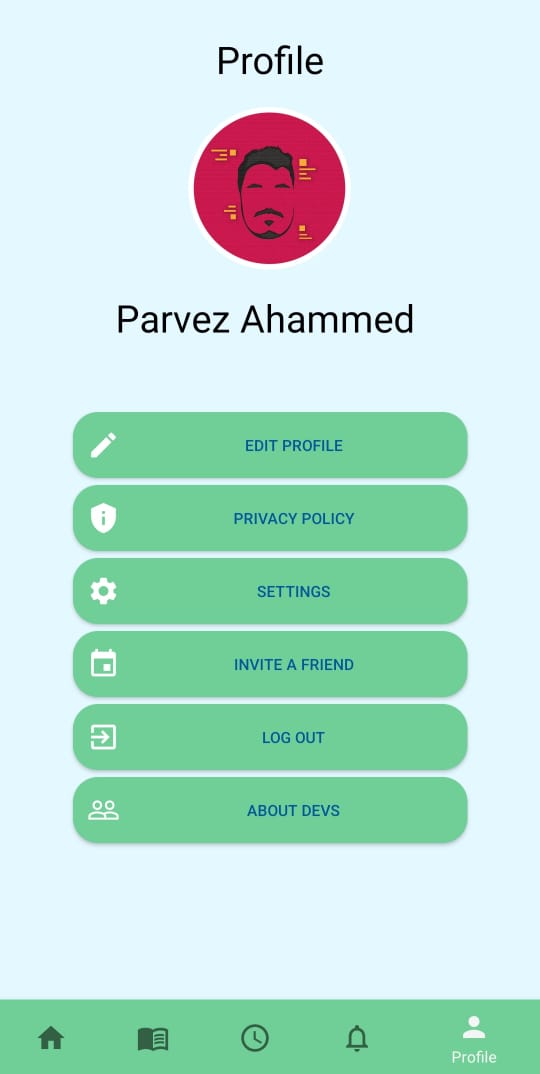 Profile
Parvez Ahammed
EDIT PROFILE
PRIVACY POLICY
SETTINGS
INVITE A FRIEND
LOG OUT
ABOUT DEVS
Profile